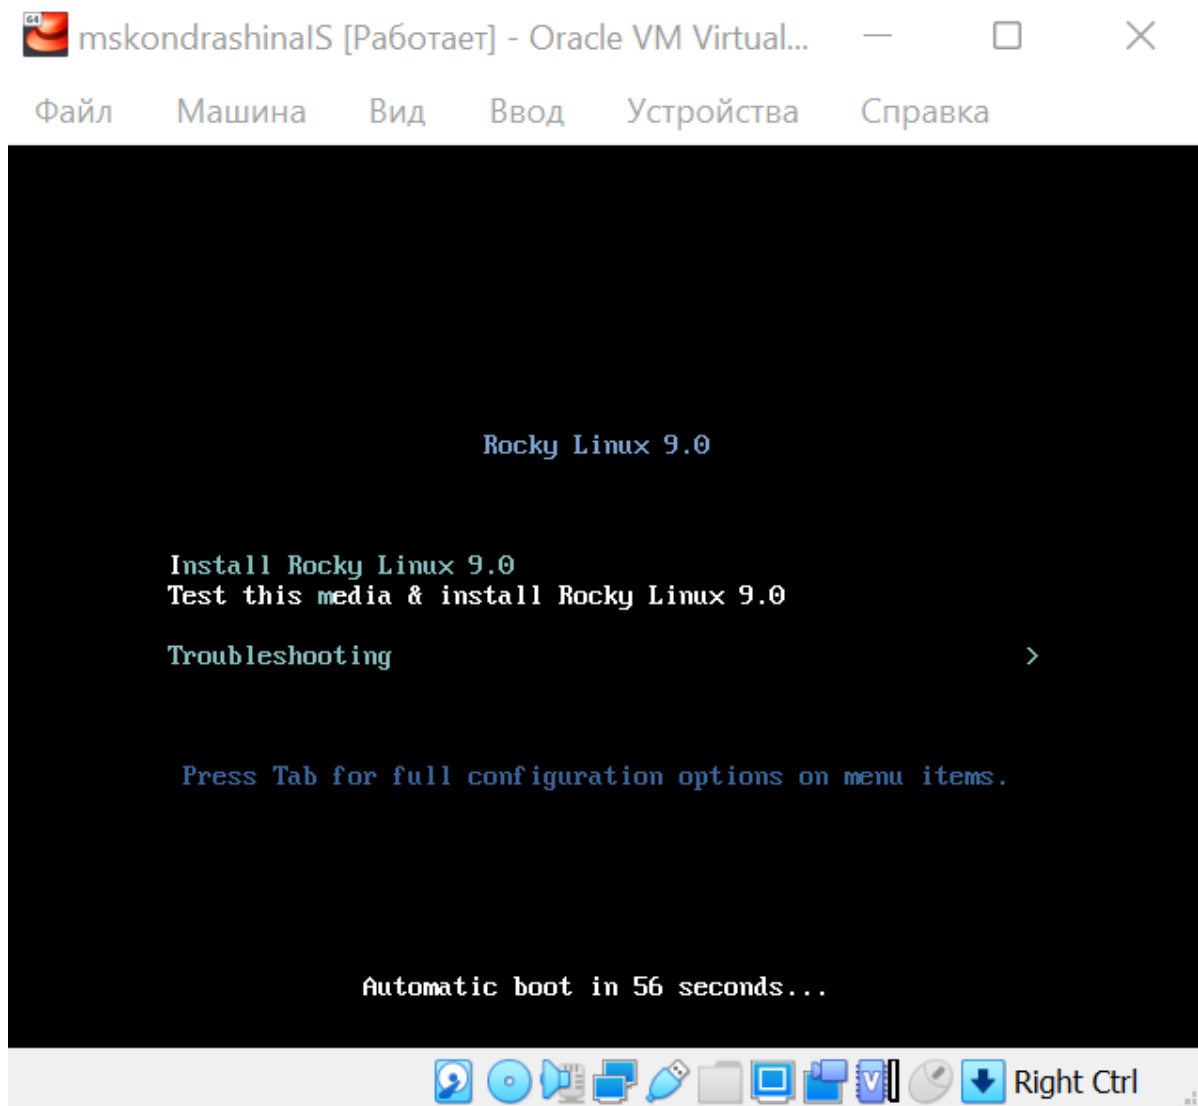 64
mskondrashinaIS [Работает] - Oracle VM Virtual...
Файл Машина Вид Ввод Устройства Справка
Rocky Linux 9.0
Install Rocky Linux 9.0
Test this media & install Rocky Linux 9.0
Troubleshooting >
Press Tab for full configuration options on menu items.
Automatic boot in 56 seconds...
V
Right Ctrl